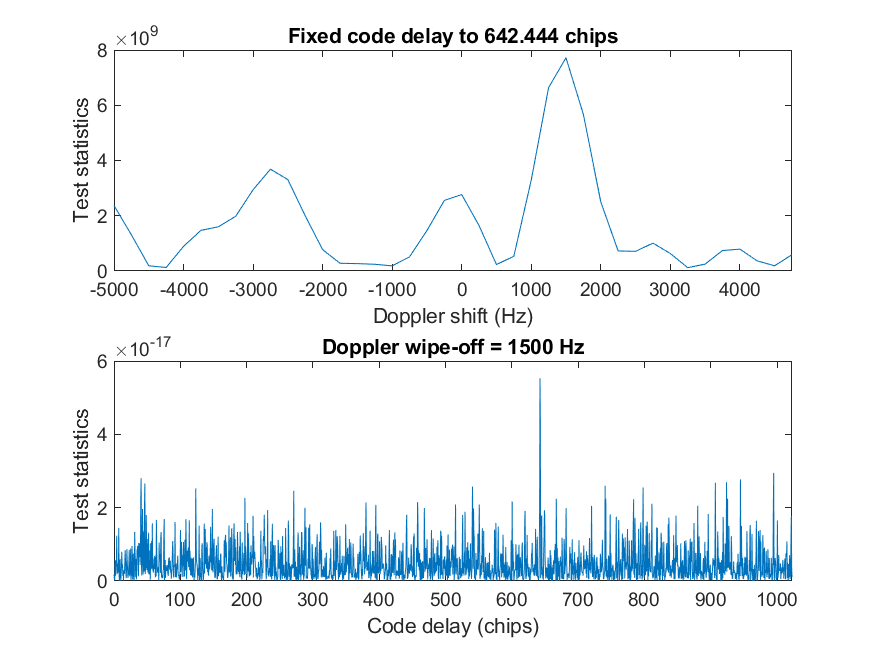 Fixed code delay to 642.444 chips
×10^9
8
6
4
2
0
Test statistics
-5000 -4000 -3000 -2000 -1000 0 1000 2000 3000 4000
Doppler shift (Hz)
Doppler wipe-off = 1500 Hz
×10^-17
6
4
2
0
Test statistics
0 100 200 300 400 500 600 700 800 900 1000
Code delay (chips)